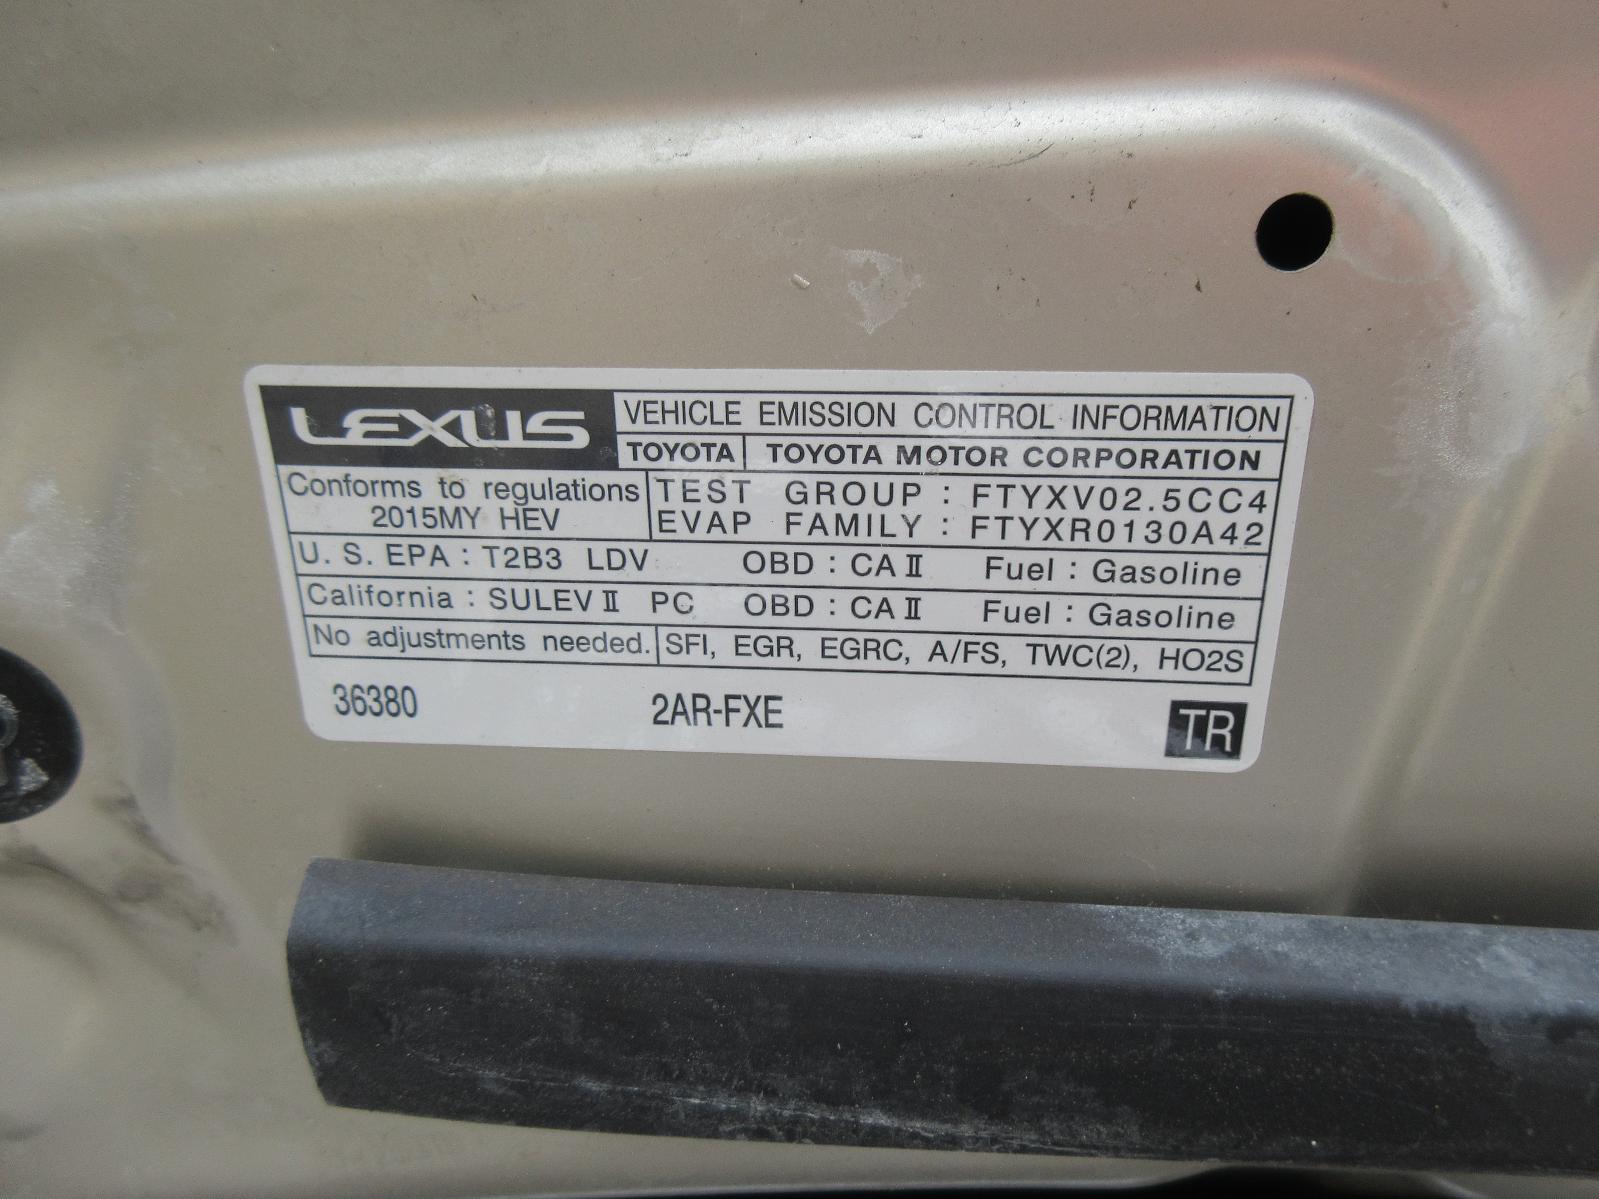 LEXUS VEHICLE EMISSION CONTROL INFORMATION
TOYOTA TOYOTA MOTOR CORPORATION
Conforms to regulations TEST GROUP : FTYXV02.5CC4
2015MY HEV EVAP FAMILY : FTYXR0130A42
U. S. EPA : T2B3 LDV OBD : CA II Fuel : Gasoline
California : SULEV II PC OBD : CA II Fuel : Gasoline
No adjustments needed. SFI, EGR, EGRC, A/FS, TWC(2), HO2S
36380 2AR-FXE TR